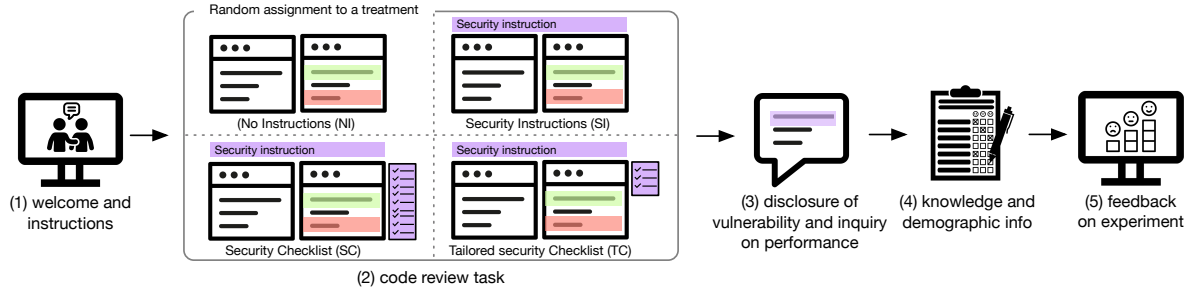 Random assignment to a treatment
Security instruction
(No Instructions (NI)
Security Instructions (SI)
Security instruction
Security instruction
Security Checklist (SC)
Tailored security Checklist (TC)
(1) welcome and
instructions
(2) code review task
(3) disclosure of
vulnerability and inquiry
on performance
(4) knowledge and
demographic info
(5) feedback
on experiment